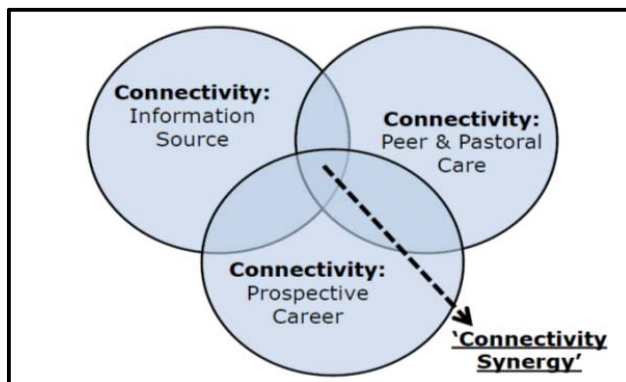 Connectivity:
Information
Source
Connectivity:
Peer & Pastoral
Care
Connectivity:
Prospective
Career
‘Connectivity
Synergy’